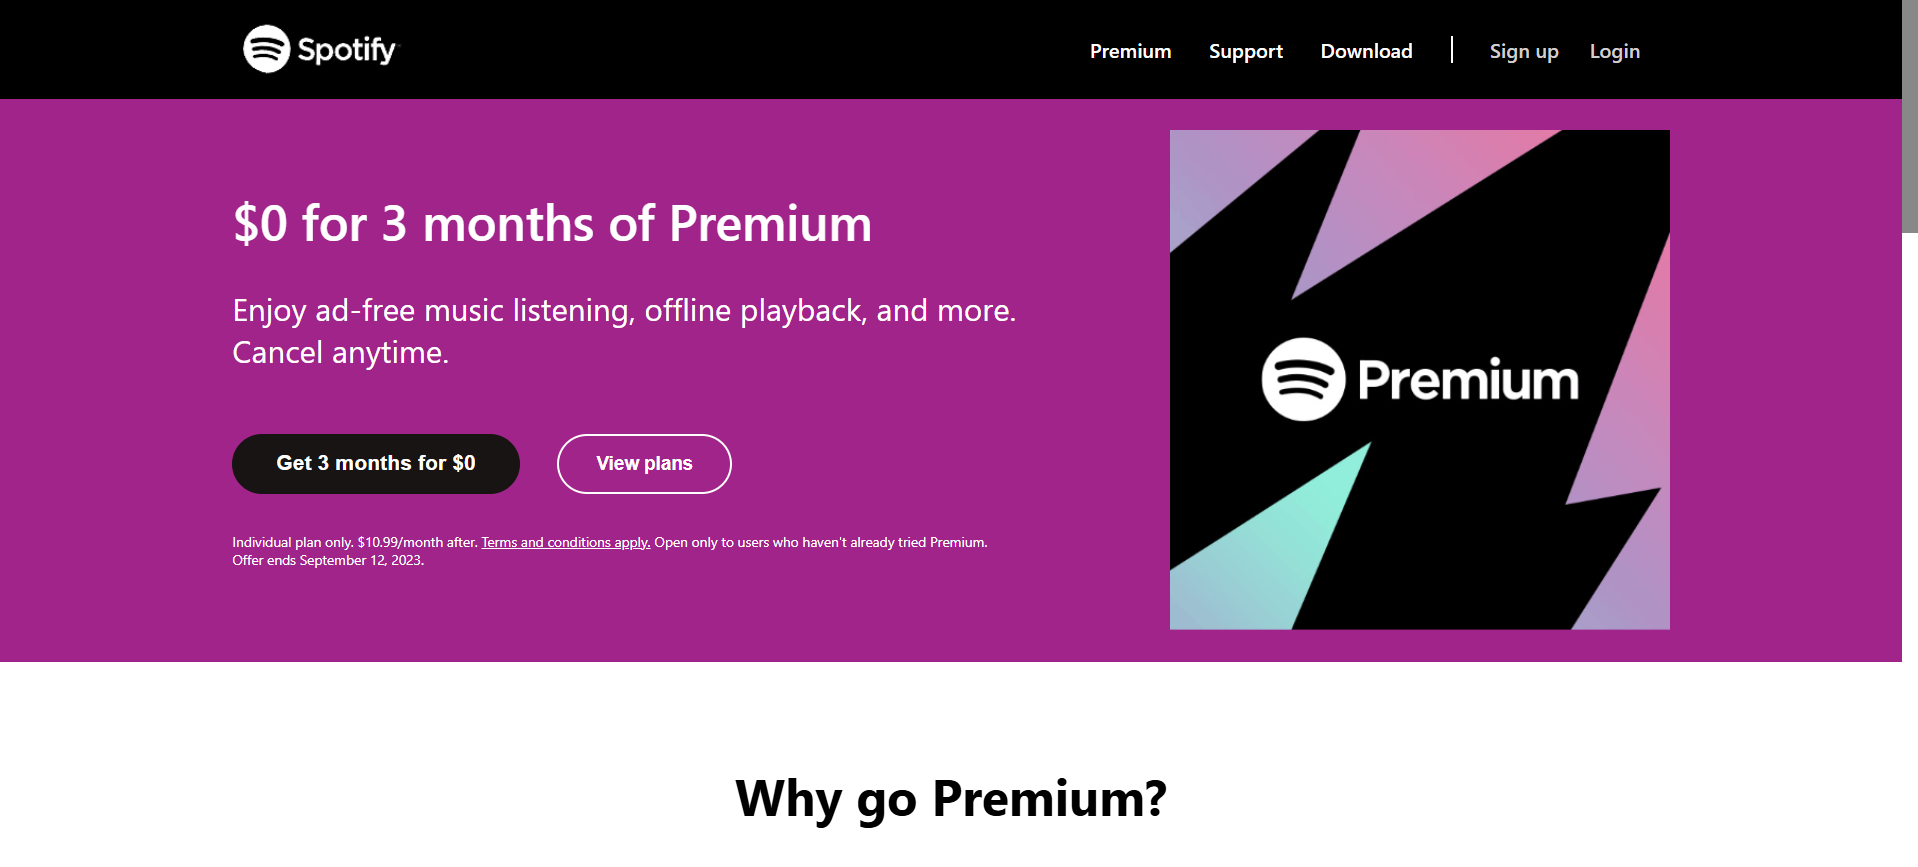 Spotify
Premium
Support
Download
Sign up
Login
$0 for 3 months of Premium
Enjoy ad-free music listening, offline playback, and more.
Cancel anytime.
Get 3 months for $0
View plans
Individual plan only. $10.99/month after. Terms and conditions apply. Open only to users who haven't already tried Premium.
Offer ends September 12, 2023.
Premium
Why go Premium?